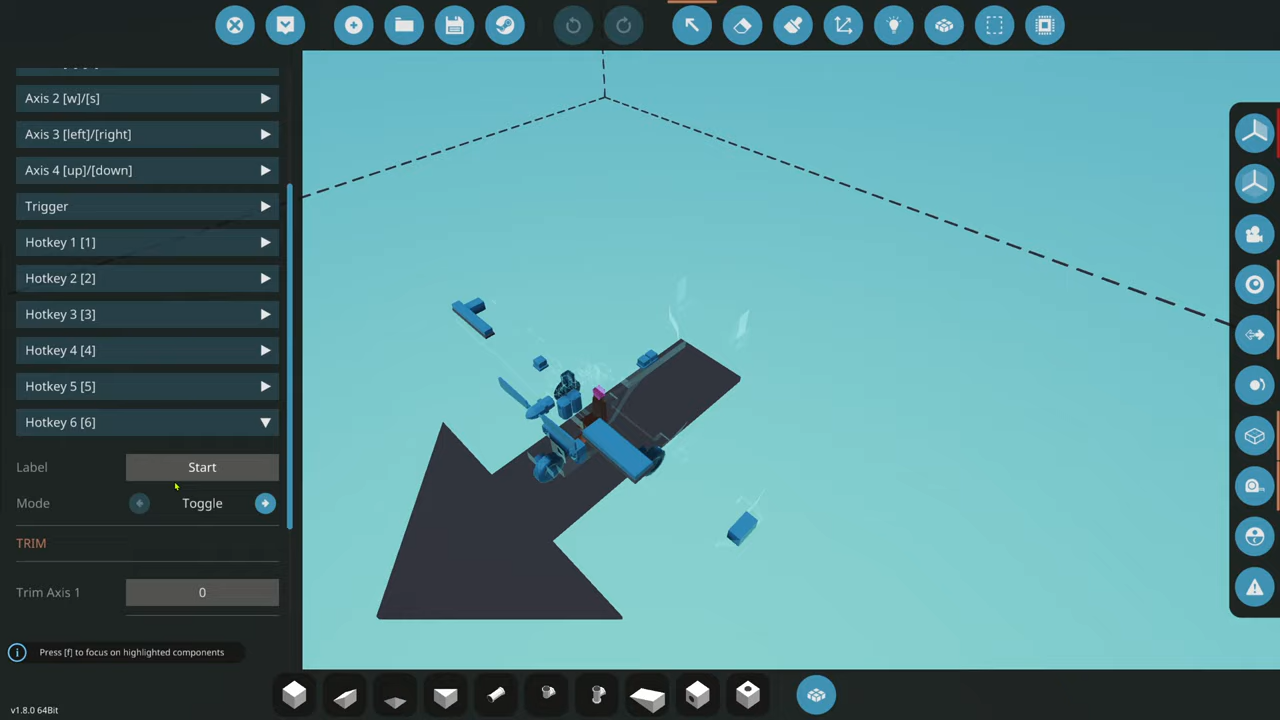 Axis 2 [w]/[s]
Axis 3 [left]/[right]
Axis 4 [up]/[down]
Trigger
Hotkey 1 [1]
Hotkey 2 [2]
Hotkey 3 [3]
Hotkey 4 [4]
Hotkey 5 [5]
Hotkey 6 [6]
Label Start
Mode Toggle
TRIM
Trim Axis 1 0
Press [f] to focus on highlighted components
v1.8.0 64Bit